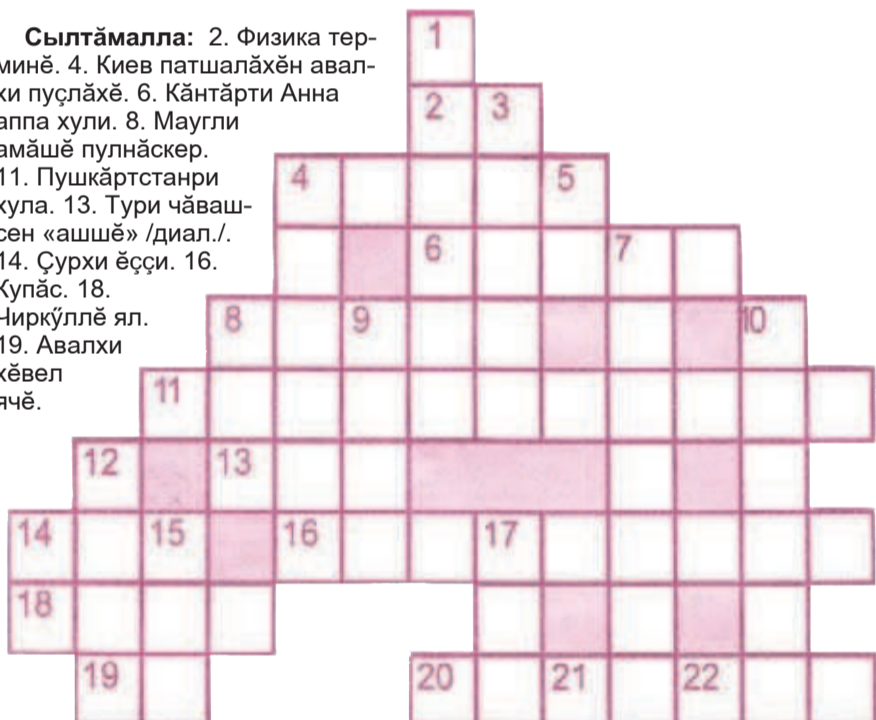 Сылтӑмалла: 2. Физика тер-
минӗ. 4. Киев патшалӑхӗн авал-
хи пуҫлӑхӗ. 6. Кӑнтӑрти Анна
аппа хули. 8. Маугли
амӑшӗ пулнӑскер.
11. Пушкӑртстанри
хула. 13. Тури чӑваш-
сен «ашшӗ» /диал./.
14. Ҫурхи ӗҫҫи. 16.
Купӑс. 18.
Чиркӳллӗ ял.
19. Авалхи
хӗвел
ячӗ.
1
2 3
4 5
6 7
8 9 10
11
12 13
14 15 16 17
18
19 20 21 22